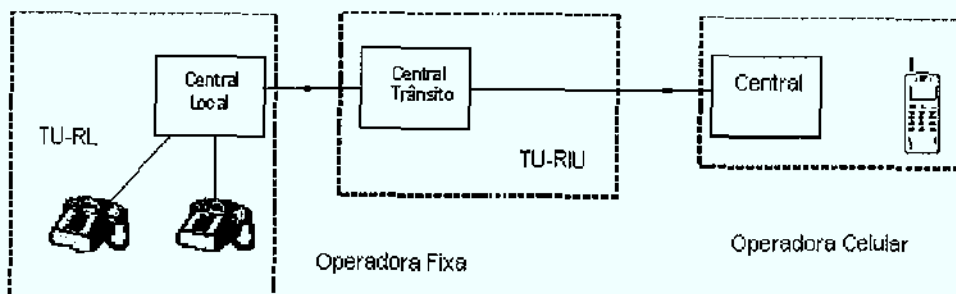 Central
Local
Central
Trânsito
Central
TU-RL
TU-RIU
Operadora Fixa
Operadora Celular